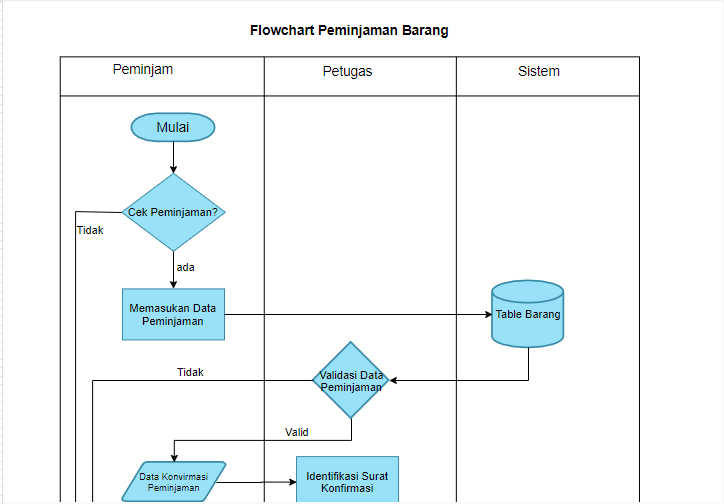 Flowchart Peminjaman Barang
Peminjam
Petugas
Sistem
Mulai
Cek Peminjaman?
Tidak
ada
Memasukan Data
Peminjaman
Table Barang
Validasi Data
Peminjaman
Tidak
Valid
Data Konvirmasi
Peminjaman
Identifikasi Surat
Konfirmasi